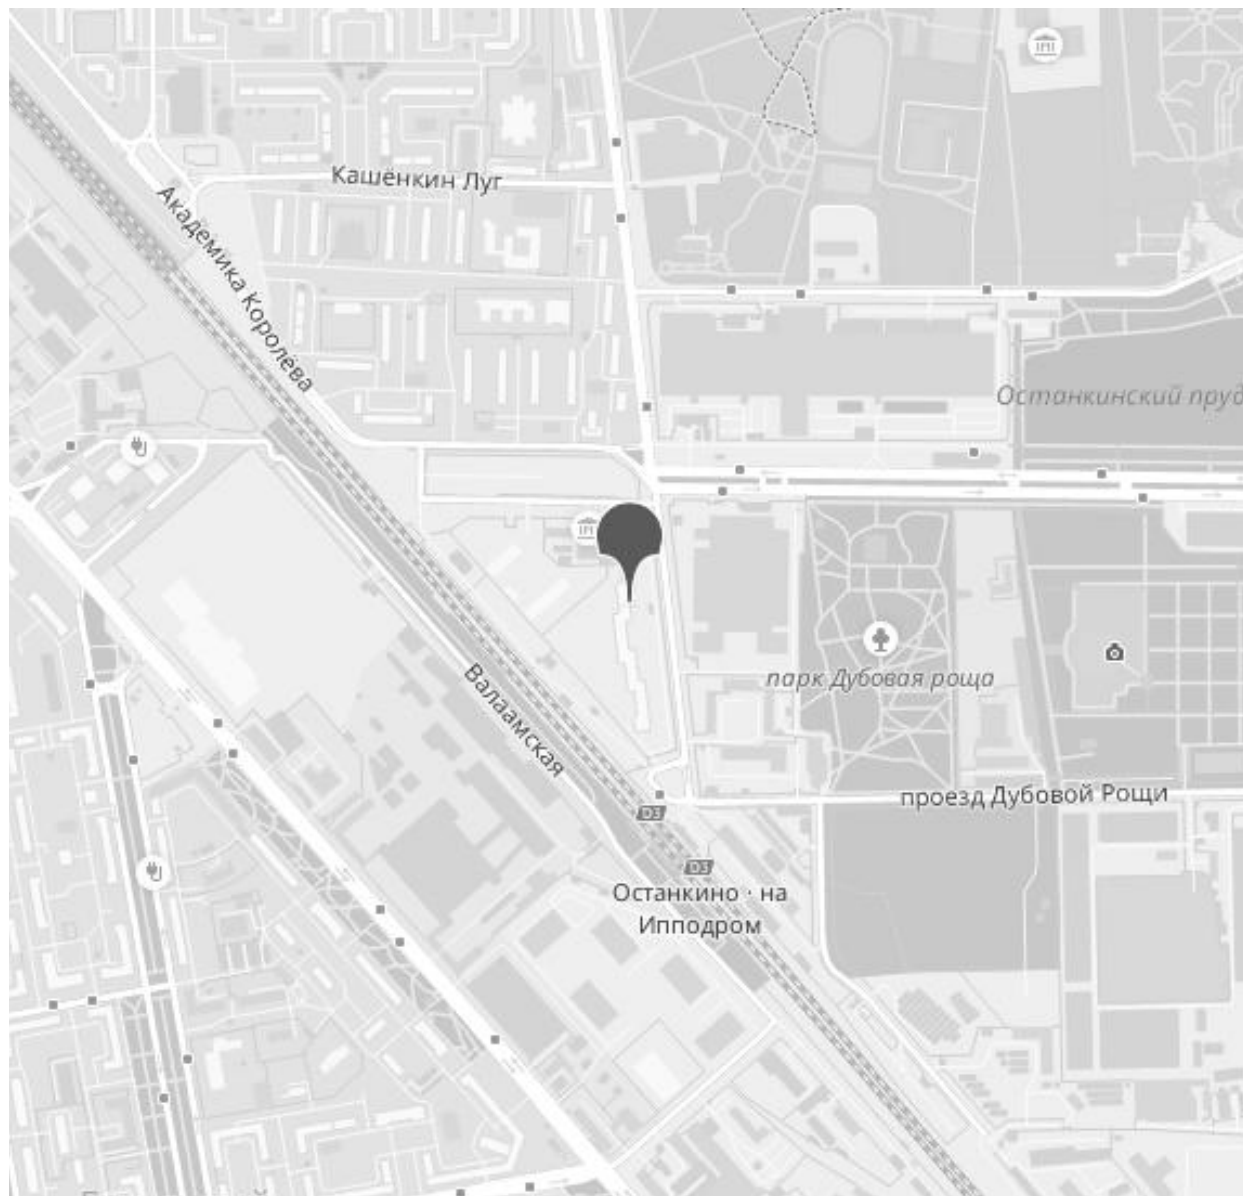 Кашёнкин Луг
Академика Королёва
Останкинский пруд
Валаамская
парк Дубовая роща
проезд Дубовой Рощи
D3
D3
Останкино · на
Ипподром